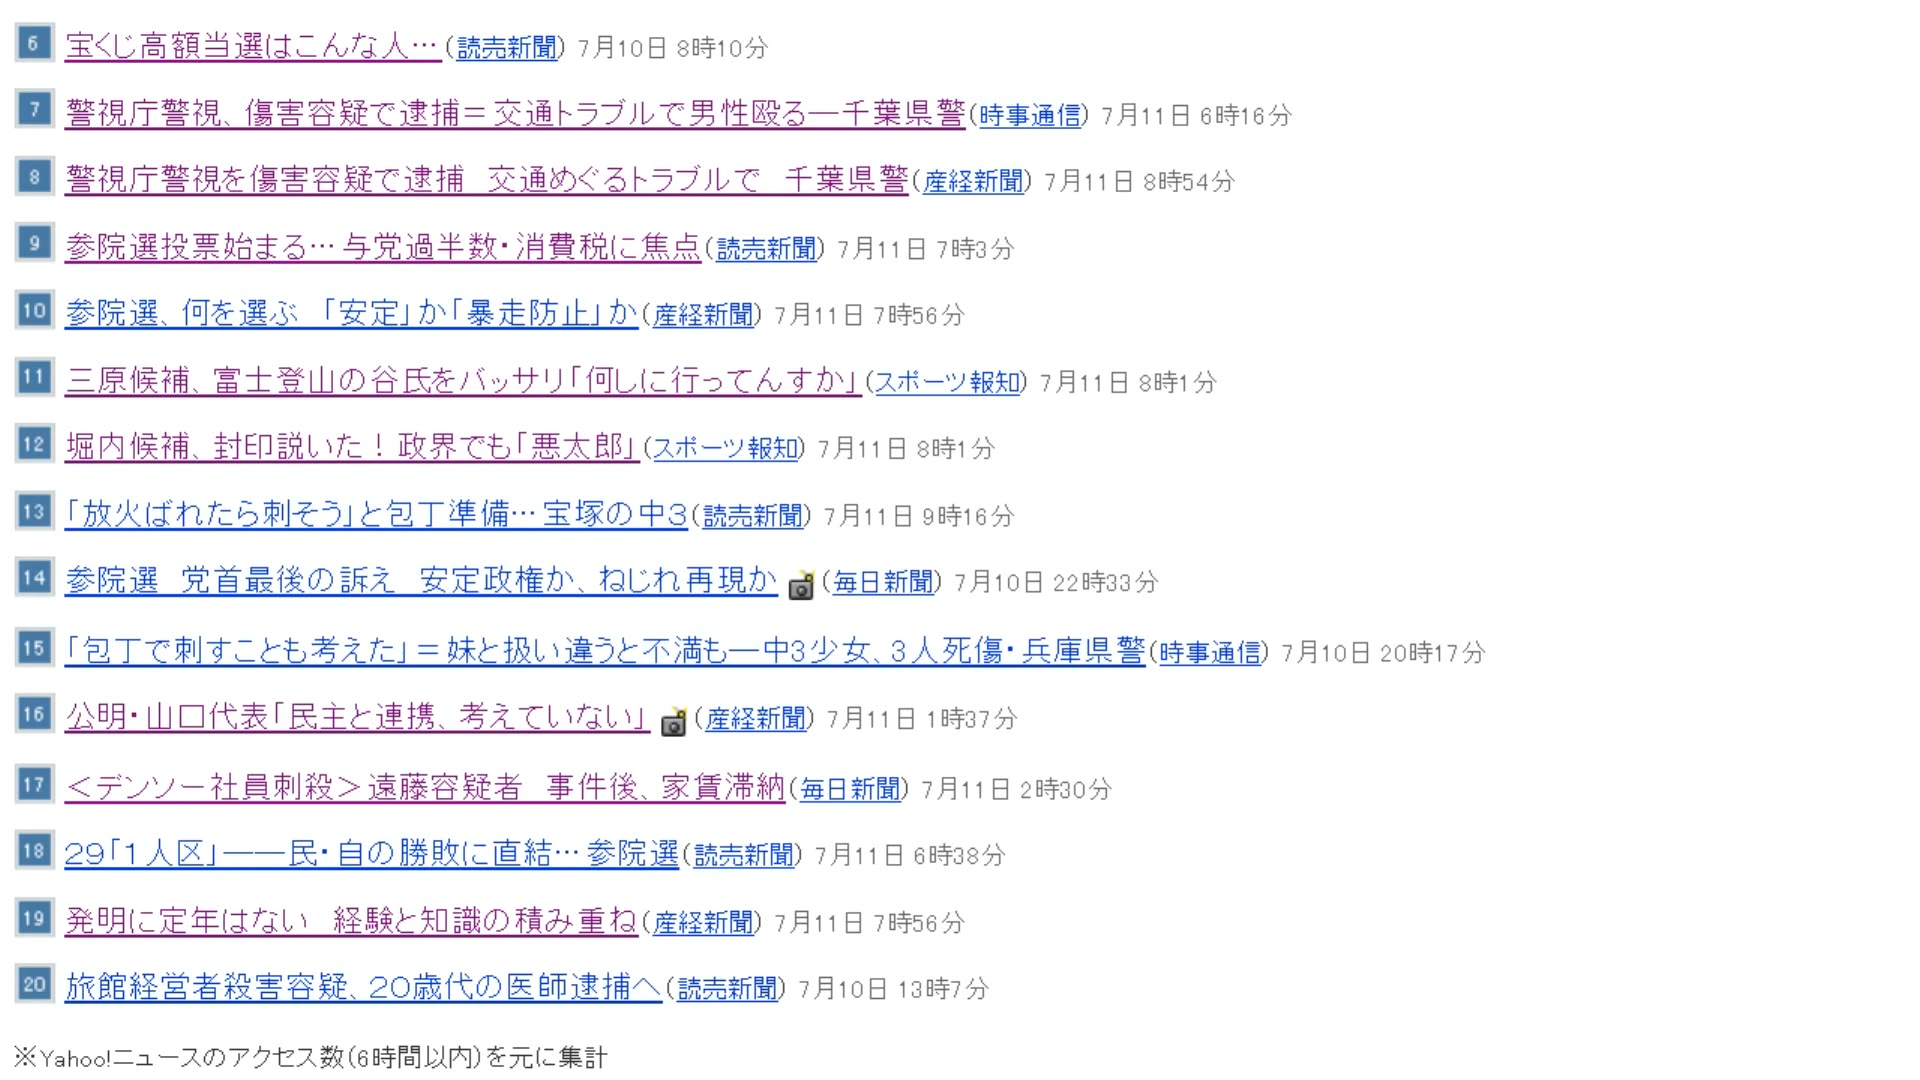 6 宝くじ高額当選はこんな人…(読売新聞) 7月10日 8時10分
7 警視庁警視、傷害容疑で逮捕=交通トラブルで男性殴る―千葉県警(時事通信) 7月11日 6時16分
8 警視庁警視を傷害容疑で逮捕　交通めぐるトラブルで　千葉県警(産経新聞) 7月11日 8時54分
9 参院選投票始まる…与党過半数・消費税に焦点(読売新聞) 7月11日 7時3分
10 参院選、何を選ぶ　「安定」か「暴走防止」か(産経新聞) 7月11日 7時56分
11 三原候補、富士登山の谷氏をバッサリ「何しに行ってんすか」(スポーツ報知) 7月11日 8時1分
12 堀内候補、封印説いた！政界でも「悪太郎」(スポーツ報知) 7月11日 8時1分
13 「放火ばれたら刺そう」と包丁準備…宝塚の中3(読売新聞) 7月11日 9時16分
14 参院選　党首最後の訴え　安定政権か、ねじれ再現か (毎日新聞) 7月10日 22時33分
15 「包丁で刺すことも考えた」=妹と扱い違うと不満も―中3少女、3人死傷・兵庫県警(時事通信) 7月10日 20時17分
16 公明・山口代表「民主と連携、考えていない」 (産経新聞) 7月11日 1時37分
17 ＜デンソー社員刺殺＞遠藤容疑者　事件後、家賃滞納(毎日新聞) 7月11日 2時30分
18 29「1人区」――民・自の勝敗に直結…参院選(読売新聞) 7月11日 6時38分
19 発明に定年はない　経験と知識の積み重ね(産経新聞) 7月11日 7時56分
20 旅館経営者殺害容疑、20歳代の医師逮捕へ(読売新聞) 7月10日 13時7分
※Yahoo!ニュースのアクセス数(6時間以内)を元に集計